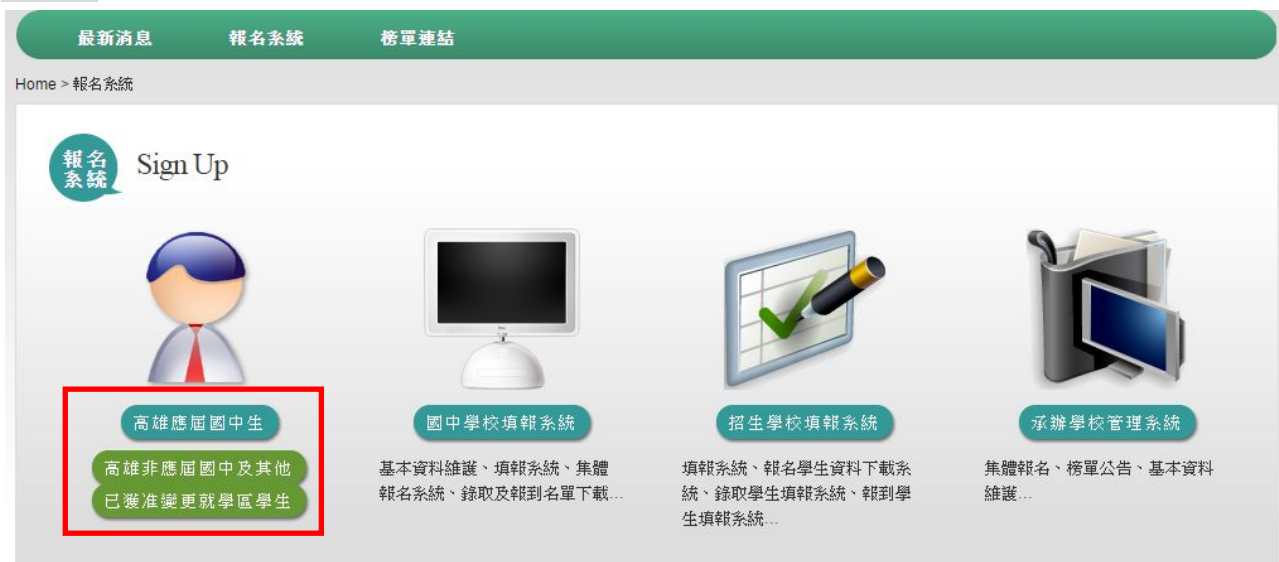 最新消息 報名系統 榜單連結
Home > 報名系統
報名
系統
Sign Up
高雄應屆國中生
高雄非應屆國中及其他
已獲准變更就學區學生
國中學校填報系統
基本資料維護、填報系統、集體
報名系統、錄取及報到名單下載...
招生學校填報系統
填報系統、報名學生資料下載系
統、錄取學生填報系統、報到學
生填報系統...
承辦學校管理系統
集體報名、榜單公告、基本資料
維護...